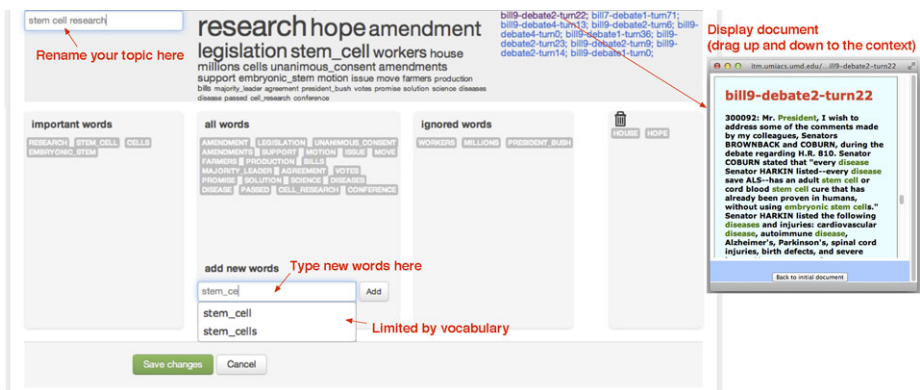 stem cell research
Rename your topic here
research hope amendment
legislation stem_cell workers house
millions cells unanimous_consent amendments
support embryonic_stem motion issue move farmers production
bills majority_leader agreement president_bush votes promise solution science diseases
disease passed cell_research conference
bill9-debate2-turn22; bill7-debate1-turn71;
bill9-debate4-turn13; bill9-debate2-turn6; bill9-
debate4-turn0; bill9-debate1-turn36; bill9-
debate2-turn23; bill9-debate2-turn9; bill9-
debate2-turn14; bill9-debate1-turn0;
Display document
(drag up and down to the context)
itm.umiacs.umd.edu/...ill9-debate2-turn22
bill9-debate2-turn22
300092: Mr. President, I wish to
address some of the comments made
by my colleagues, Senators
BROWNBACK and COBURN, during the
debate regarding H.R. 810. Senator
COBURN stated that "every disease
Senator HARKIN listed--every disease
save ALS--has an adult stem cell or
cord blood stem cell cure that has
already been proven in humans,
without using embryonic stem cells."
Senator HARKIN listed the following
diseases and injuries: cardiovascular
disease, autoimmune disease,
Alzheimer's, Parkinson's, spinal cord
injuries, birth defects, and severe
Back to initial document
important words
RESEARCH STEM_CELL CELLS
EMBRYONIC_STEM
all words
AMENDMENT LEGISLATION UNANIMOUS_CONSENT
AMENDMENTS SUPPORT MOTION ISSUE MOVE
FARMERS PRODUCTION BILLS
MAJORITY_LEADER AGREEMENT VOTES
PROMISE SOLUTION SCIENCE DISEASES
DISEASE PASSED CELL_RESEARCH CONFERENCE
ignored words
WORKERS MILLIONS PRESIDENT_BUSH
HOUSE HOPE
add new words
Type new words here
stem_ce
Add
stem_cell
stem_cells
Limited by vocabulary
Save changes
Cancel